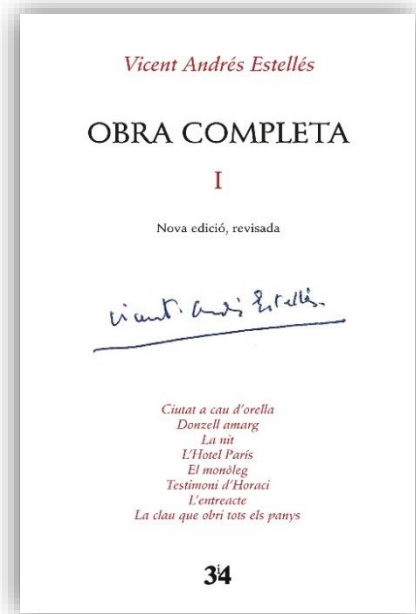 Vicent Andrés Estellés
OBRA COMPLETA
I
Nova edició, revisada
Vicent Andrés Estellés
Ciutat a cau d'orella
Donzell amarg
La nit
L'Hotel París
El monòleg
Testimoni d'Horaci
L'entreacte
La clau que obri tots els panys
3i4